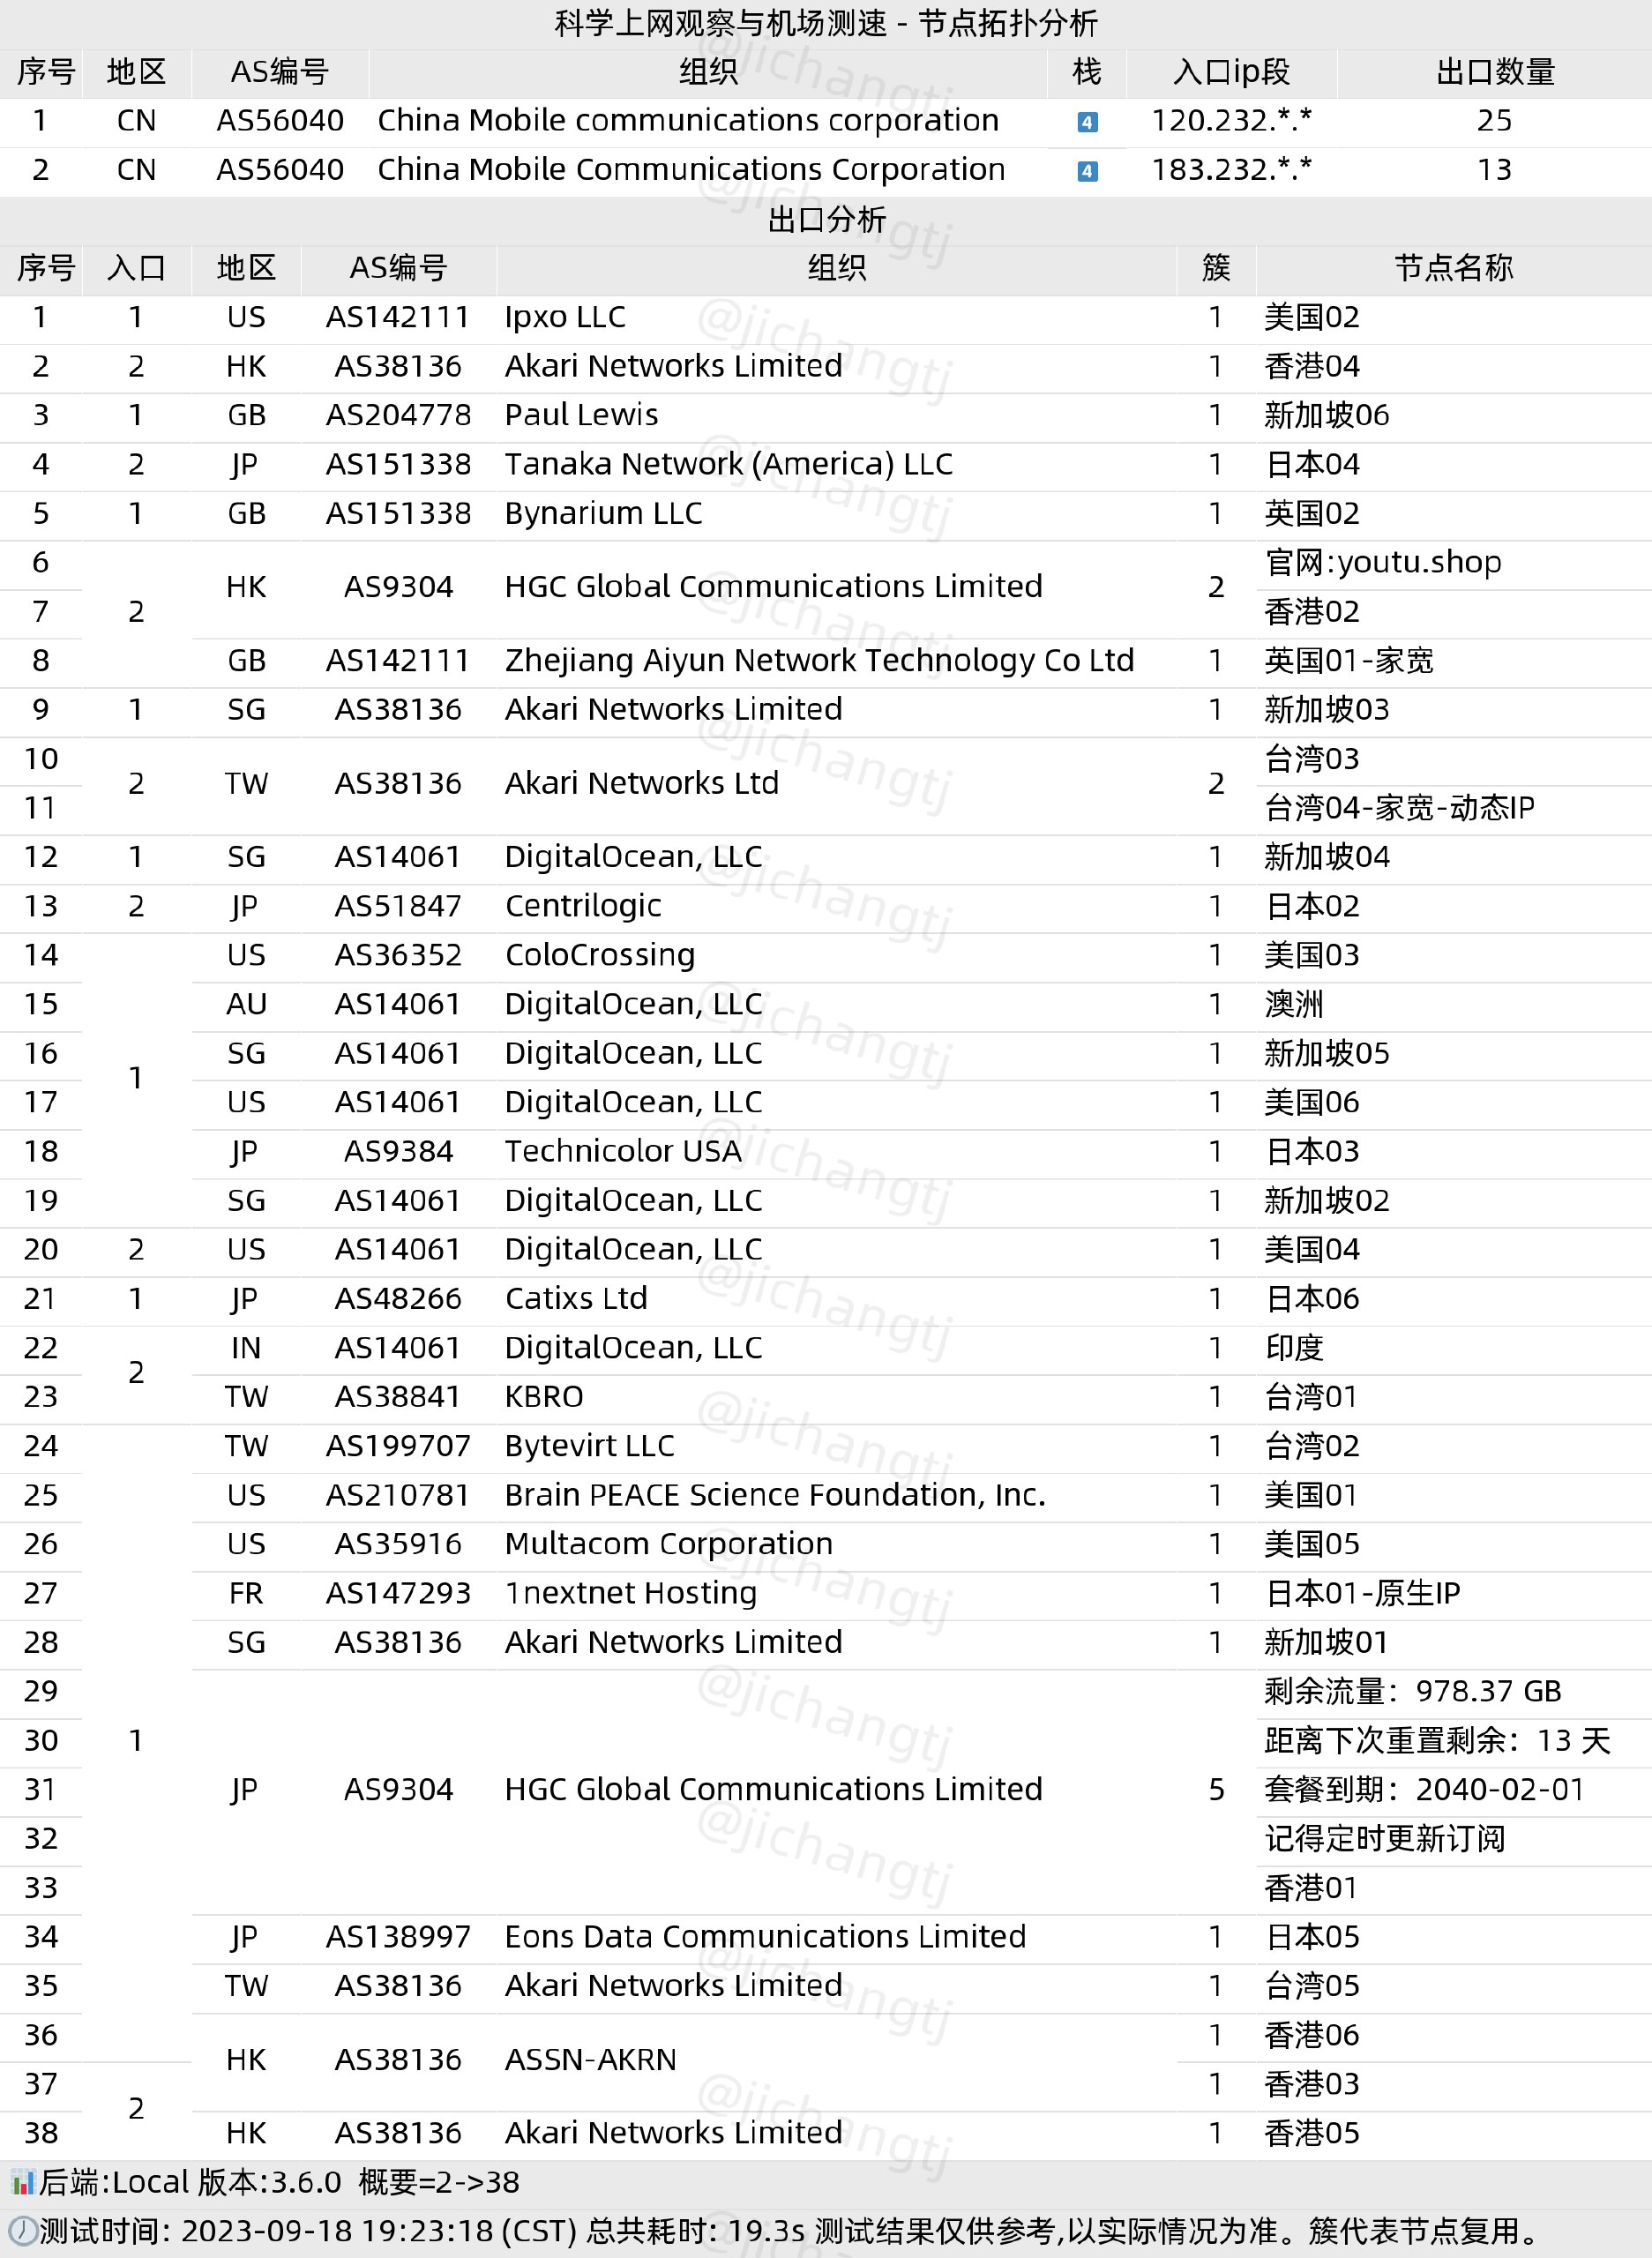 科学上网观察与机场测速 - 节点拓扑分析
序号 地区 AS编号 组织 栈 入口ip段 出口数量
1 CN AS56040 China Mobile communications corporation 4 120.232.*.* 25
2 CN AS56040 China Mobile Communications Corporation 4 183.232.*.* 13
出口分析
序号 入口 地区 AS编号 组织 簇 节点名称
1 1 US AS142111 Ipxo LLC 1 美国02
2 2 HK AS38136 Akari Networks Limited 1 香港04
3 1 GB AS204778 Paul Lewis 1 新加坡06
4 2 JP AS151338 Tanaka Network (America) LLC 1 日本04
5 1 GB AS151338 Bynarium LLC 1 英国02
6 2 HK AS9304 HGC Global Communications Limited 2 官网:youtu.shop
7 香港02
8 GB AS142111 Zhejiang Aiyun Network Technology Co Ltd 1 英国01-家宽
9 1 SG AS38136 Akari Networks Limited 1 新加坡03
10 2 TW AS38136 Akari Networks Ltd 2 台湾03
11 台湾04-家宽-动态IP
12 1 SG AS14061 DigitalOcean, LLC 1 新加坡04
13 2 JP AS51847 Centrilogic 1 日本02
14 1 US AS36352 ColoCrossing 1 美国03
15 AU AS14061 DigitalOcean, LLC 1 澳洲
16 SG AS14061 DigitalOcean, LLC 1 新加坡05
17 US AS14061 DigitalOcean, LLC 1 美国06
18 JP AS9384 Technicolor USA 1 日本03
19 SG AS14061 DigitalOcean, LLC 1 新加坡02
20 2 US AS14061 DigitalOcean, LLC 1 美国04
21 1 JP AS48266 Catixs Ltd 1 日本06
22 2 IN AS14061 DigitalOcean, LLC 1 印度
23 TW AS38841 KBRO 1 台湾01
24 1 TW AS199707 Bytevirt LLC 1 台湾02
25 US AS210781 Brain PEACE Science Foundation, Inc. 1 美国01
26 US AS35916 Multacom Corporation 1 美国05
27 FR AS147293 1nextnet Hosting 1 日本01-原生IP
28 SG AS38136 Akari Networks Limited 1 新加坡01
29 JP AS9304 HGC Global Communications Limited 5 剩余流量：978.37 GB
30 距离下次重置剩余：13 天
31 套餐到期：2040-02-01
32 记得定时更新订阅
33 香港01
34 JP AS138997 Eons Data Communications Limited 1 日本05
35 TW AS38136 Akari Networks Limited 1 台湾05
36 HK AS38136 ASSN-AKRN 1 香港06
37 2 1 香港03
38 HK AS38136 Akari Networks Limited 1 香港05
后端:Local 版本:3.6.0 概要=2->38
测试时间: 2023-09-18 19:23:18 (CST) 总共耗时: 19.3s 测试结果仅供参考,以实际情况为准。簇代表节点复用。
@jichangtj